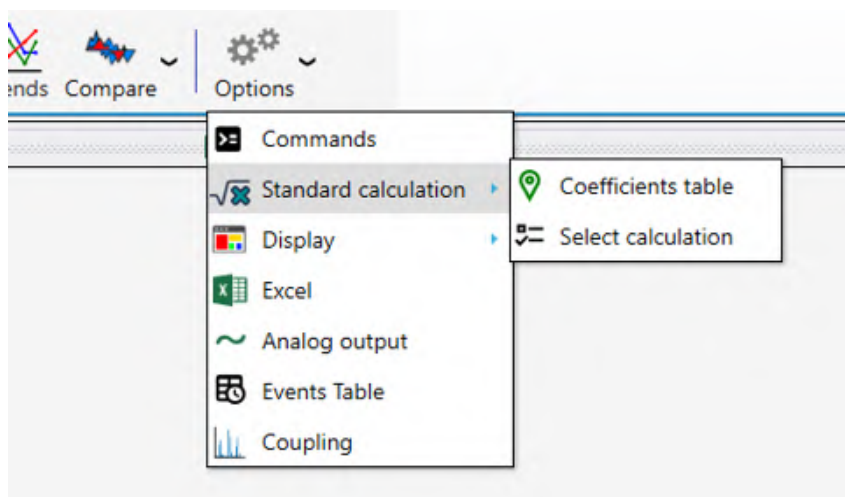 ends Compare Options
Commands
Standard calculation
Coefficients table
Display
Select calculation
Excel
Analog output
Events Table
Coupling